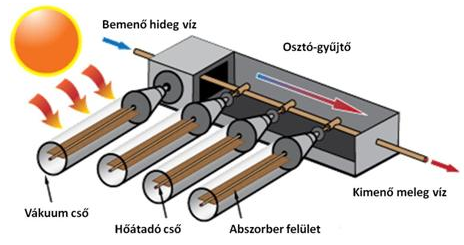 Bemenő hideg víz
Osztó-gyűjtő
Kimenő meleg víz
Vákuum cső
Hőátadó cső
Abszorber felület